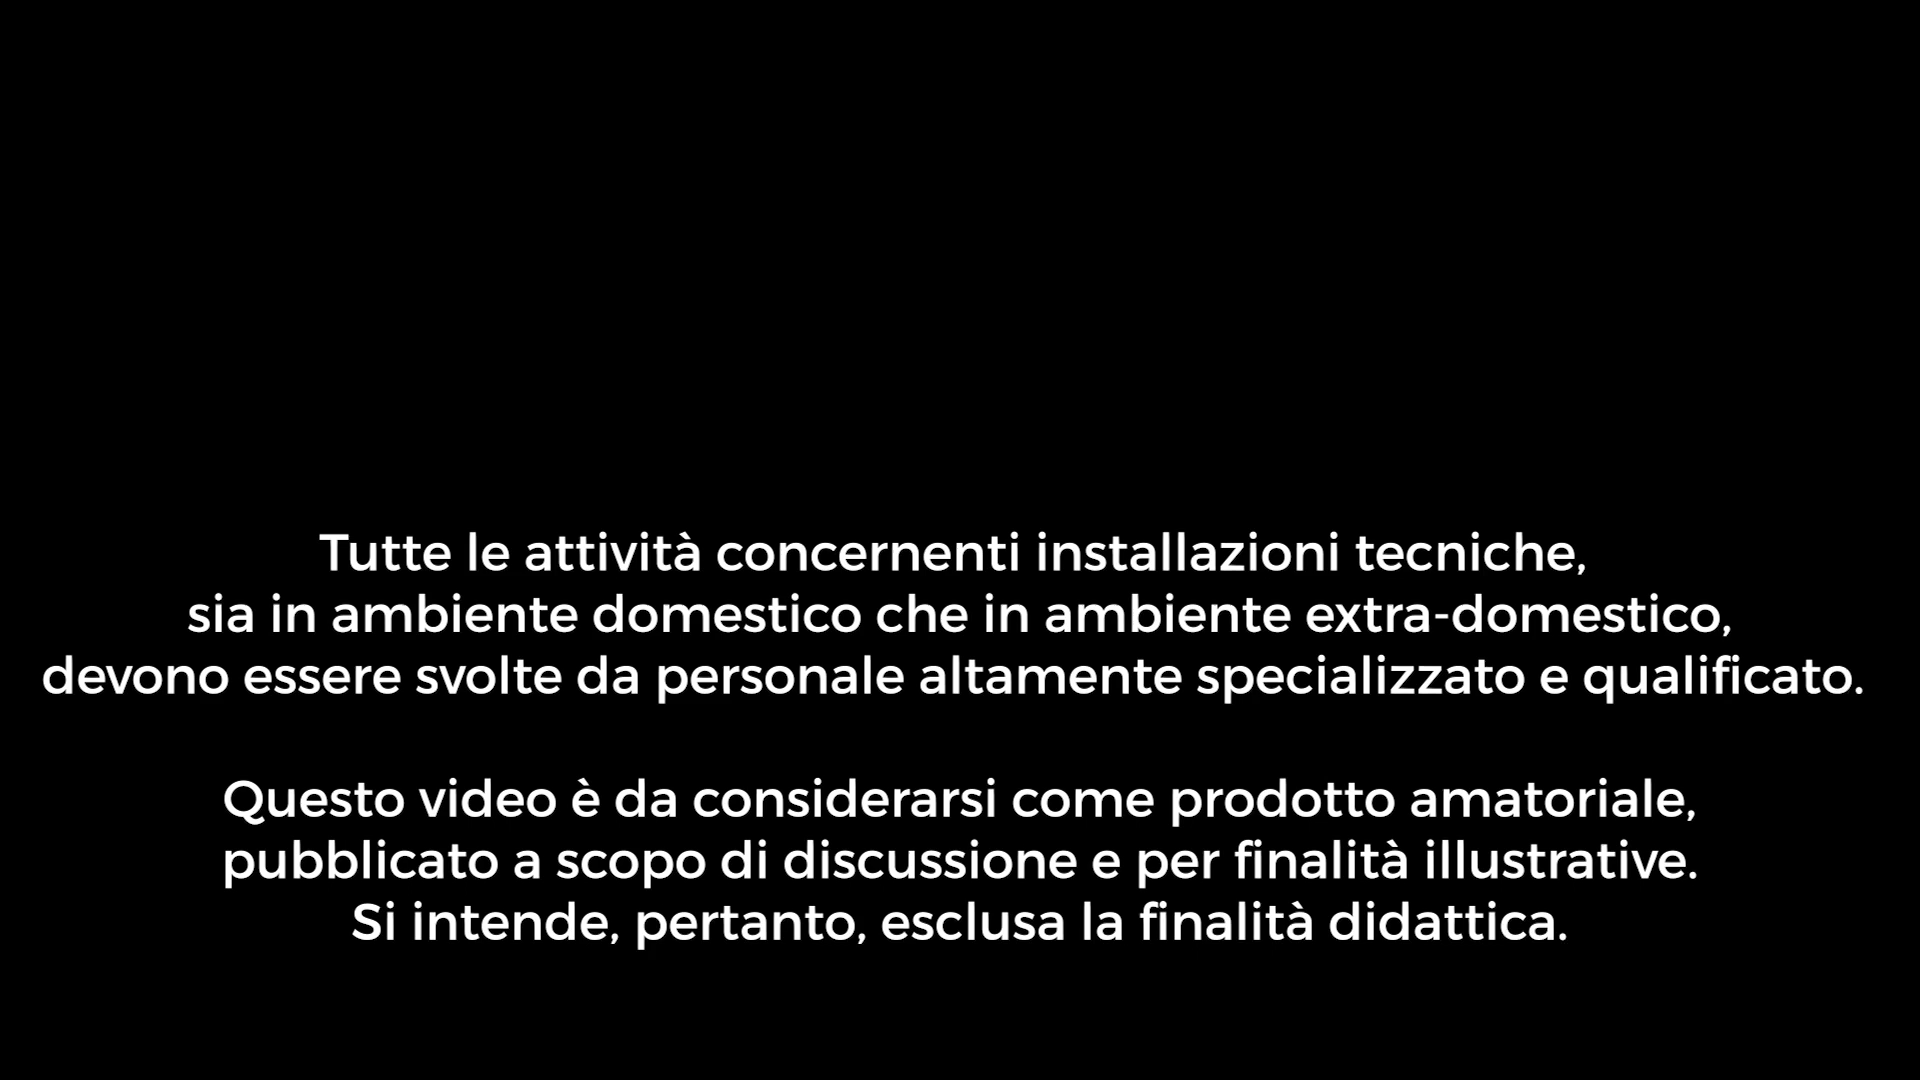 Tutte le attività concernenti installazioni tecniche,
sia in ambiente domestico che in ambiente extra-domestico,
devono essere svolte da personale altamente specializzato e qualificato.
Questo video è da considerarsi come prodotto amatoriale,
pubblicato a scopo di discussione e per finalità illustrative.
Si intende, pertanto, esclusa la finalità didattica.